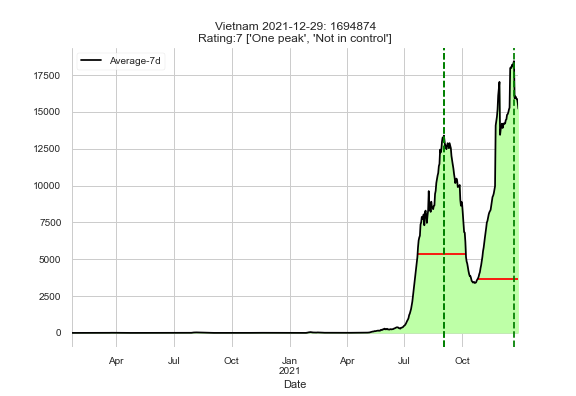 Vietnam 2021-12-29: 1694874
Rating:7 ['One peak', 'Not in control']
Average-7d
17500
15000
12500
10000
7500
5000
2500
0
Apr Jul Oct Jan Apr Jul Oct
2021
Date